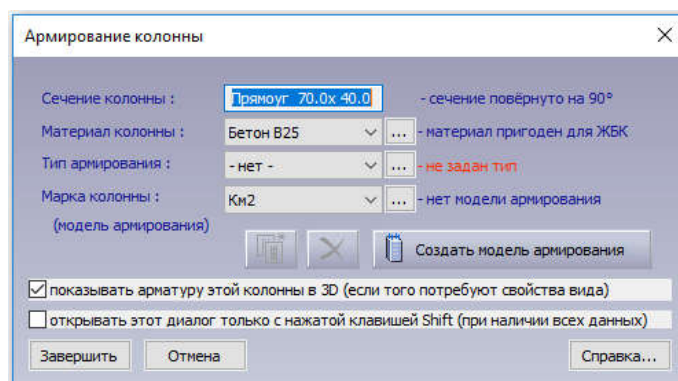 Армирование колонны
Сечение колонны : Прямоуг 70.0x 40.0 - сечение повёрнуто на 90°
Материал колонны : Бетон В25 ... - материал пригоден для ЖБК
Тип армирования : - нет - ... - не задан тип
Марка колонны : Км2 ... - нет модели армирования
(модель армирования)
Создать модель армирования
показывать арматуру этой колонны в 3D (если того потребуют свойства вида)
открывать этот диалог только с нажатой клавишей Shift (при наличии всех данных)
Завершить Отмена Справка...